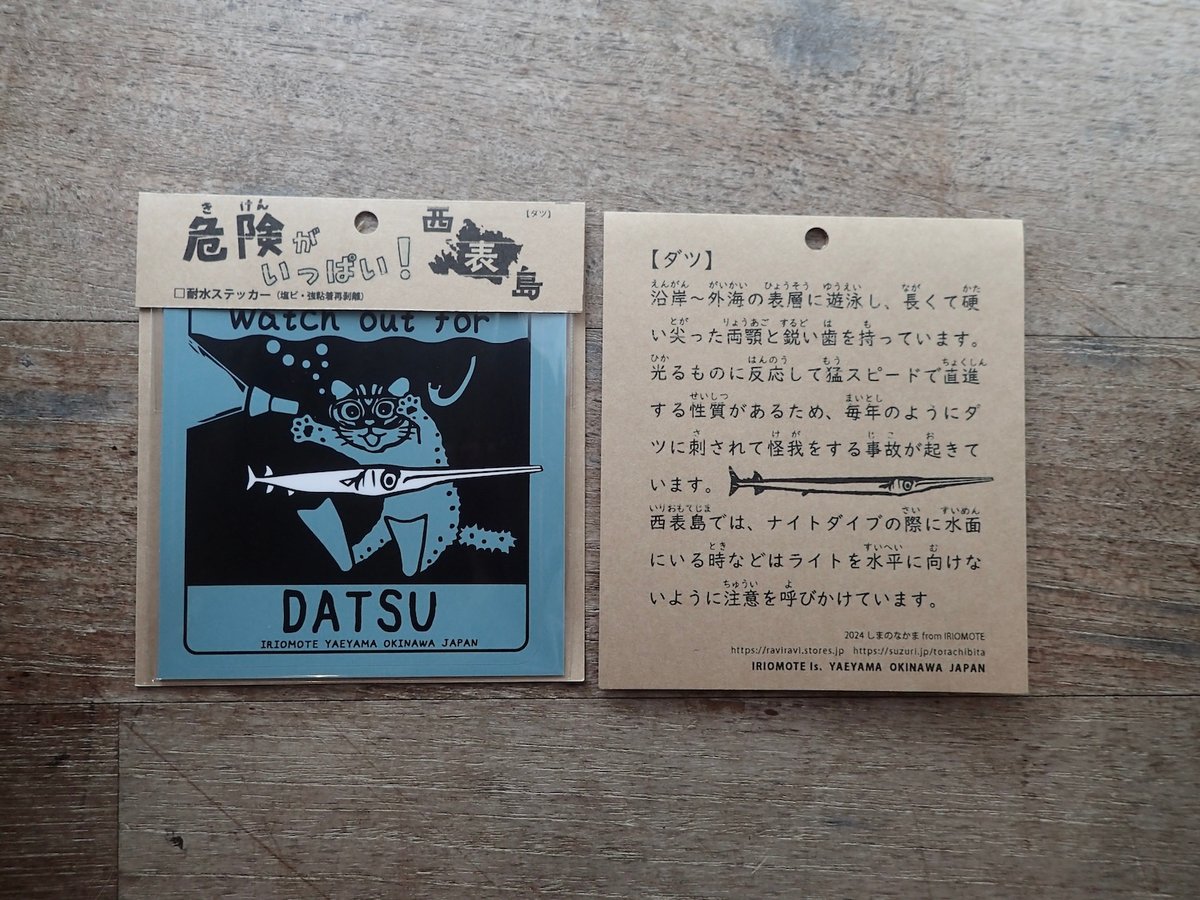 危険が
いっぱい!
西表島
【ダツ】
□耐水ステッカー（塩ビ・強粘着再剥離）
watch out for
DATSU
IRIOMOTE YAEYAMA OKINAWA JAPAN
【ダツ】
沿岸～外海の表層に遊泳し、長くて硬
い尖った両顎と鋭い歯を持っています。
光るものに反応して猛スピードで直進
する性質があるため、毎年のようにダ
ツに刺されて怪我をする事故が起きて
います。
西表島では、ナイトダイブの際に水面
にいる時などはライトを水平に向けな
いように注意を呼びかけています。
2024 しまのなかま from IRIOMOTE
https://raviravi.stores.jp https://suzuri.jp/torachibita
IRIOMOTE Is. YAEYAMA OKINAWA JAPAN